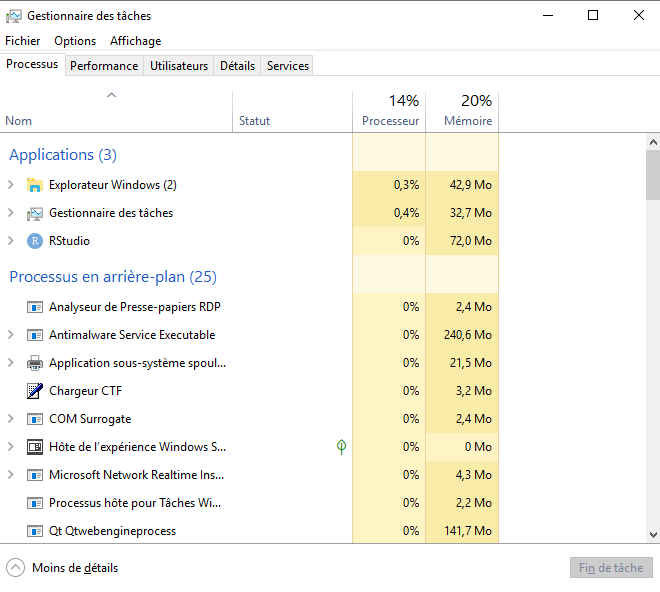 Gestionnaire des tâches
Fichier Options Affichage
Processus Performance Utilisateurs Détails Services
14% 20%
Nom Statut Processeur Mémoire
Applications (3)
Explorateur Windows (2) 0,3% 42,9 Mo
Gestionnaire des tâches 0,4% 32,7 Mo
R RStudio 0% 72,0 Mo
Processus en arrière-plan (25)
Analyseur de Presse-papiers RDP 0% 2,4 Mo
Antimalware Service Executable 0% 240,6 Mo
Application sous-système spoul... 0% 21,5 Mo
Chargeur CTF 0% 3,2 Mo
COM Surrogate 0% 2,4 Mo
Hôte de l'expérience Windows S... 0% 0 Mo
Microsoft Network Realtime Ins... 0% 4,3 Mo
Processus hôte pour Tâches Wi... 0% 2,2 Mo
Qt Qtwebengineprocess 0% 141,7 Mo
Moins de détails Fin de tâche